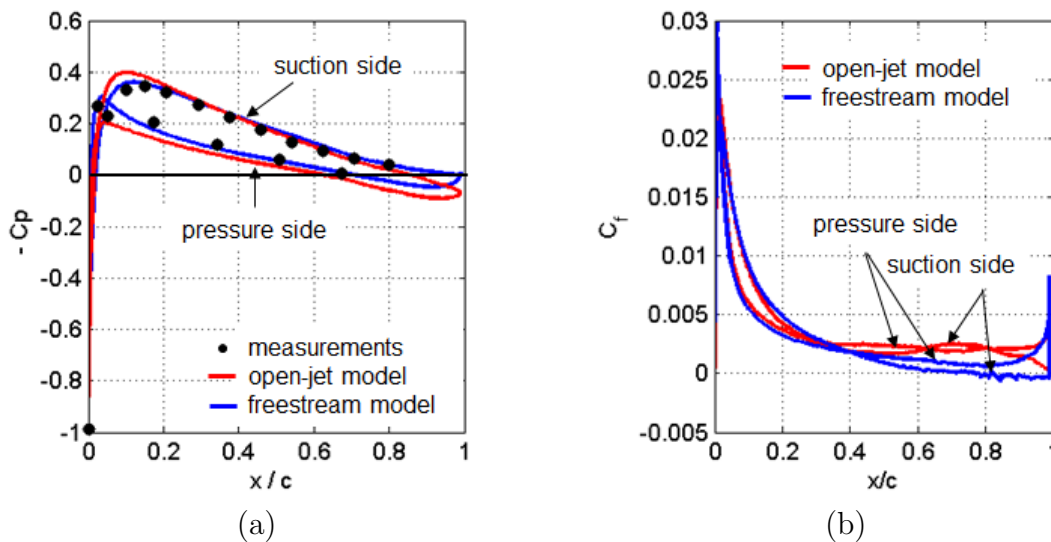 0.6
0.4
0.2
0
-0.2
-0.4
-0.6
-0.8
-1
- Cp
suction side
pressure side
measurements
open-jet model
freestream model
0 0.2 0.4 0.6 0.8 1
x / c
(a)
0.03
0.025
0.02
0.015
0.01
0.005
0
-0.005
Cf
open-jet model
freestream model
pressure side
suction side
0 0.2 0.4 0.6 0.8 1
x/c
(b)